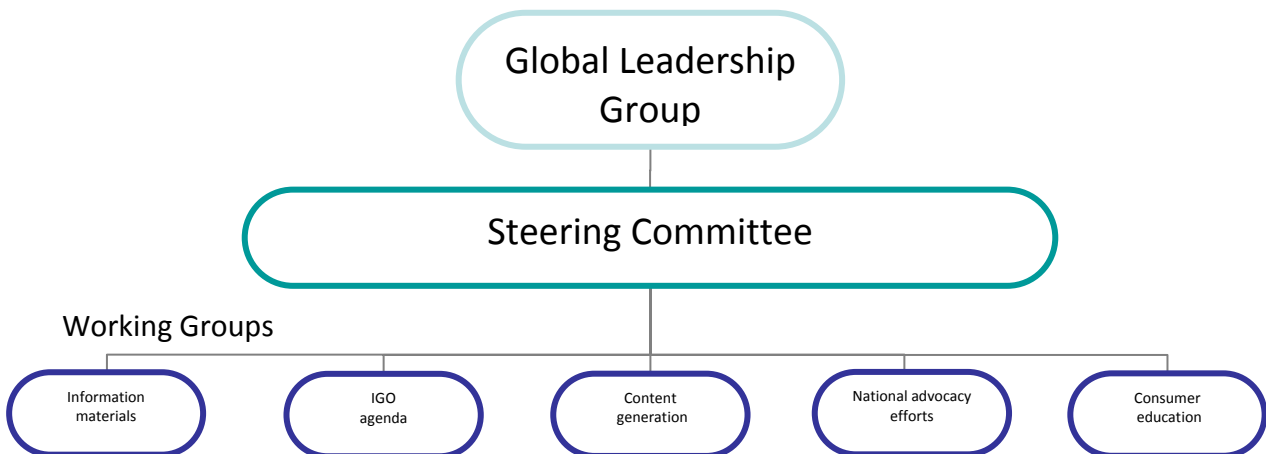 Global Leadership
Group
Steering Committee
Working Groups
Information
materials
IGO
agenda
Content
generation
National advocacy
efforts
Consumer
education